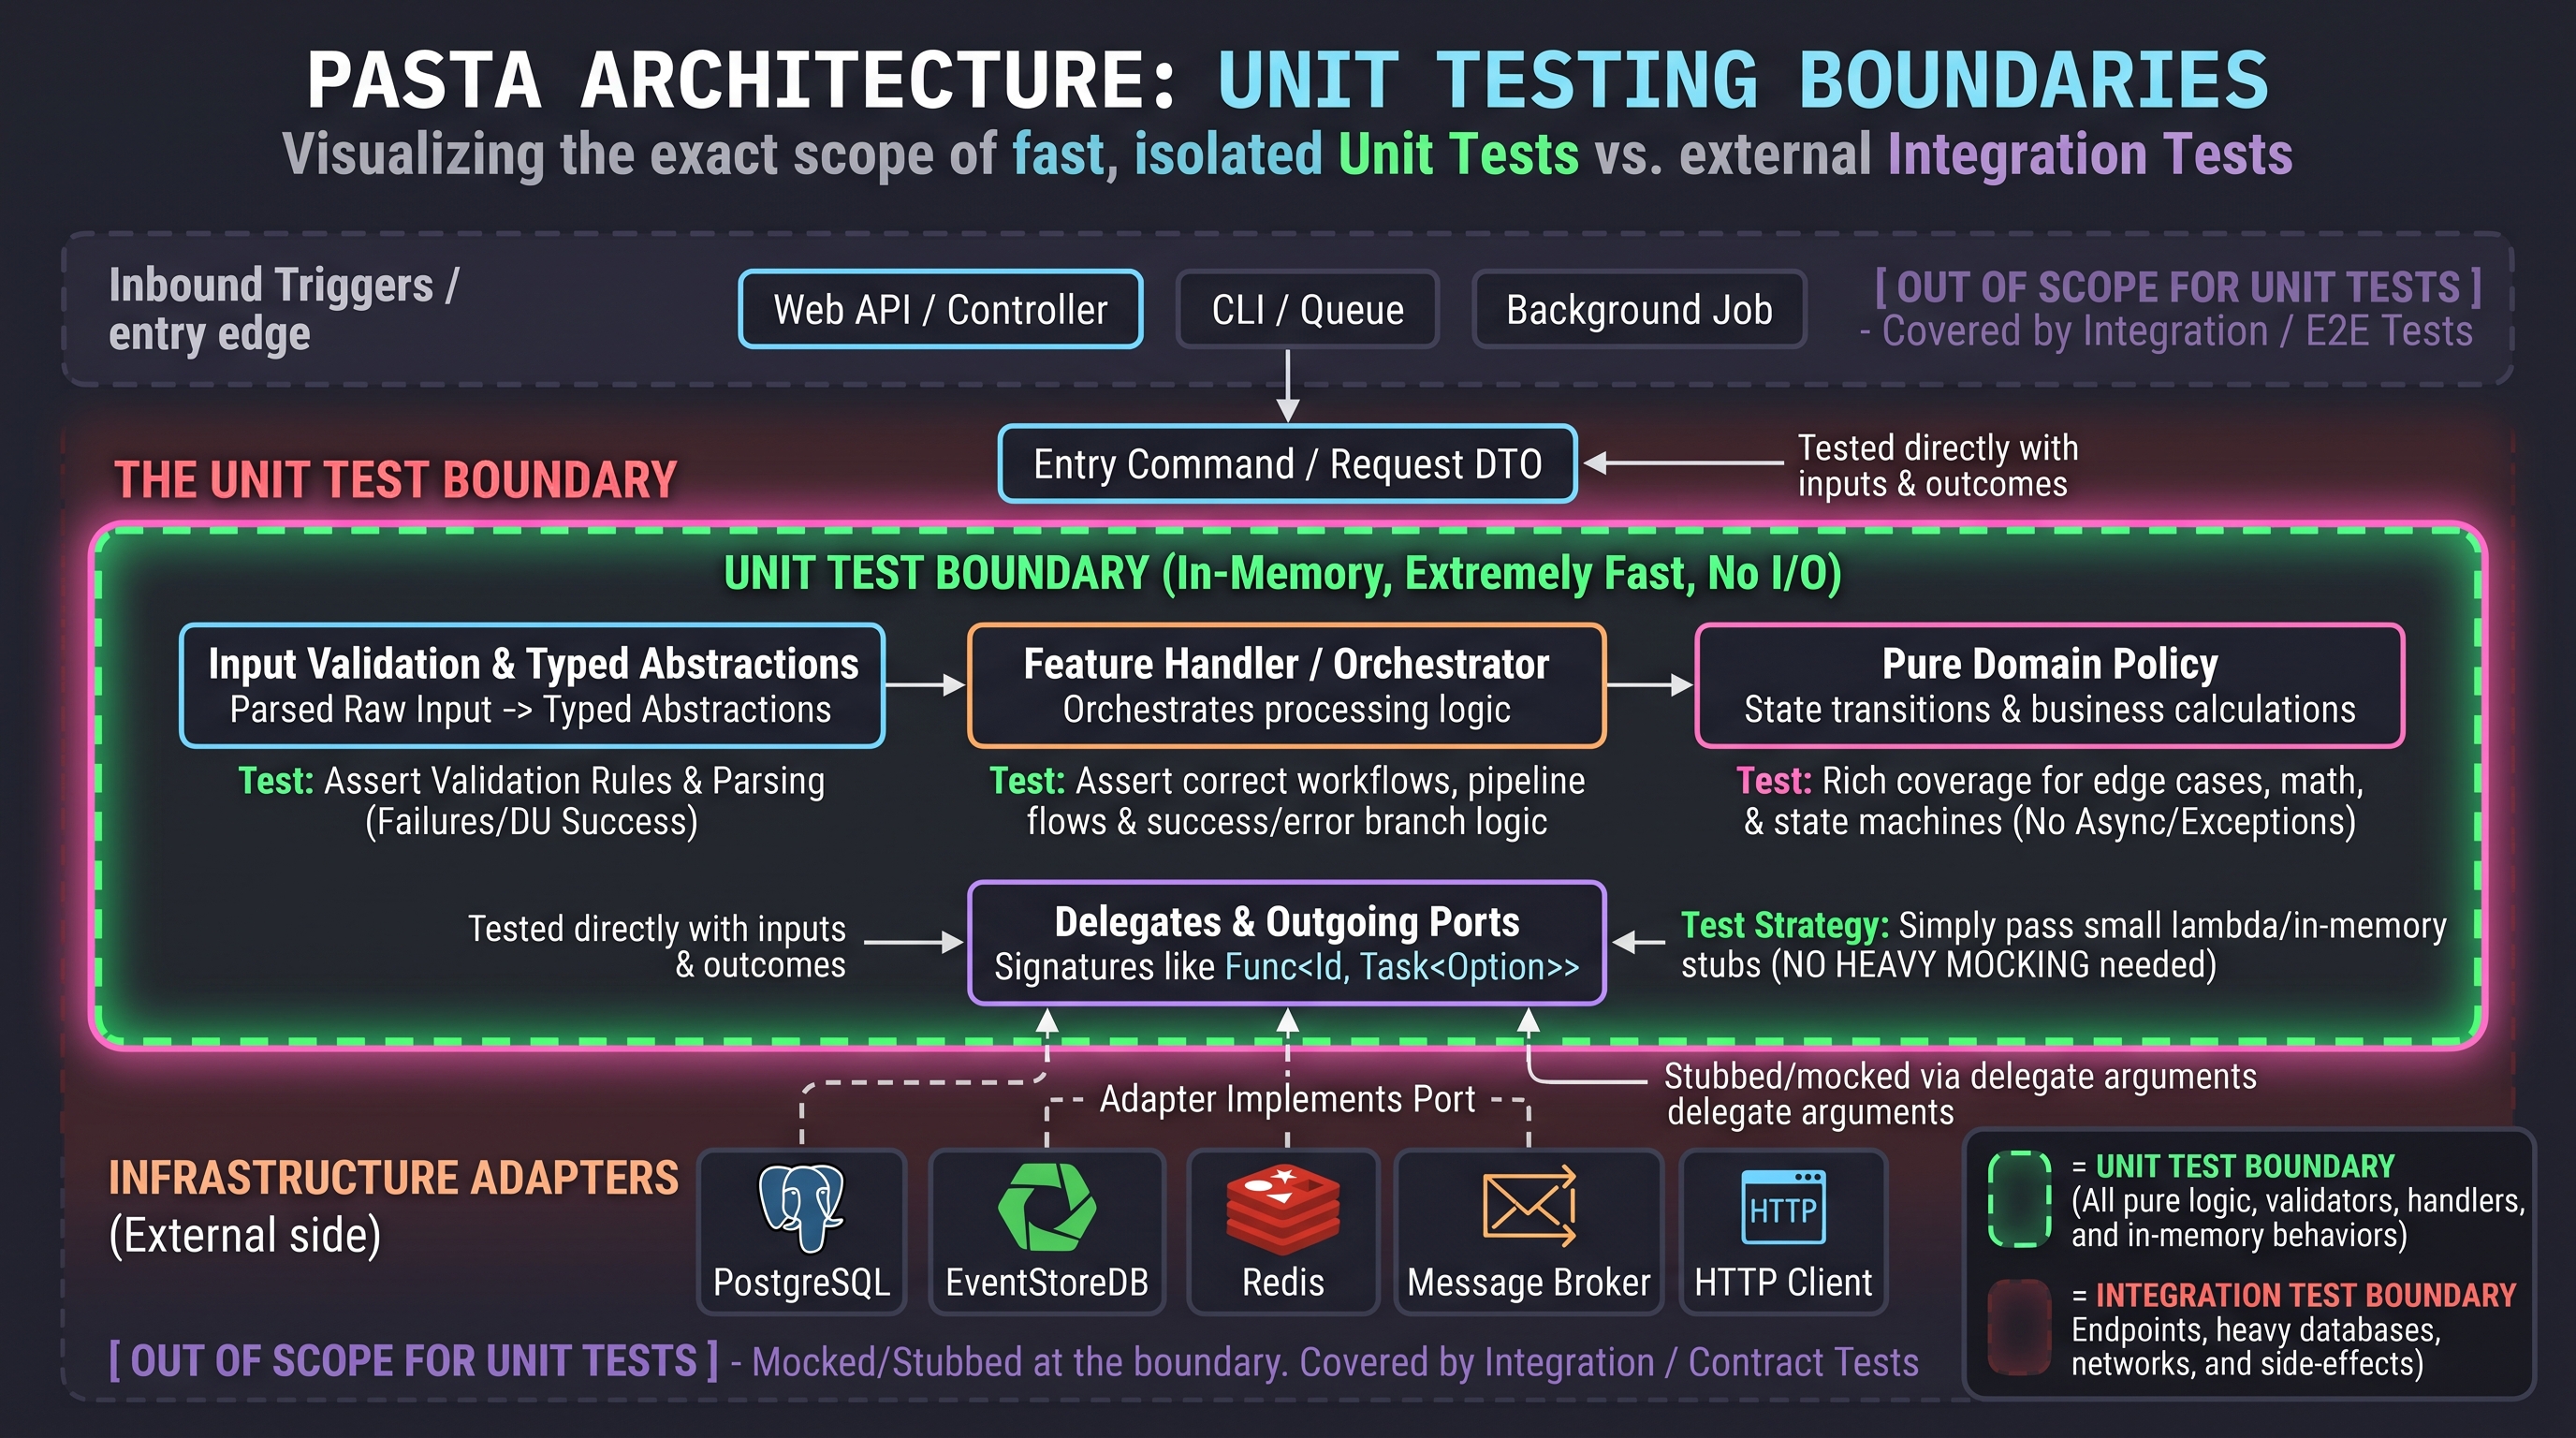 PASTA ARCHITECTURE: UNIT TESTING BOUNDARIES
Visualizing the exact scope of fast, isolated Unit Tests vs. external Integration Tests
Inbound Triggers /
entry edge
Web API / Controller
CLI / Queue
Background Job
[ OUT OF SCOPE FOR UNIT TESTS ]
- Covered by Integration / E2E Tests
Entry Command / Request DTO
Tested directly with
inputs & outcomes
THE UNIT TEST BOUNDARY
UNIT TEST BOUNDARY (In-Memory, Extremely Fast, No I/O)
Input Validation & Typed Abstractions
Parsed Raw Input -> Typed Abstractions
Test: Assert Validation Rules & Parsing
(Failures/DU Success)
Feature Handler / Orchestrator
Orchestrates processing logic
Test: Assert correct workflows, pipeline
flows & success/error branch logic
Pure Domain Policy
State transitions & business calculations
Test: Rich coverage for edge cases, math,
& state machines (No Async/Exceptions)
Tested directly with inputs
& outcomes
Delegates & Outgoing Ports
Signatures like Func<Id, Task<Option>>
Test Strategy: Simply pass small lambda/in-memory
stubs (NO HEAVY MOCKING needed)
Adapter Implements Port
Stubbed/mocked via delegate arguments
delegate arguments
INFRASTRUCTURE ADAPTERS
(External side)
PostgreSQL
EventStoreDB
Redis
Message Broker
HTTP
HTTP Client
= UNIT TEST BOUNDARY
(All pure logic, validators, handlers,
and in-memory behaviors)
= INTEGRATION TEST BOUNDARY
Endpoints, heavy databases,
networks, and side-effects)
[ OUT OF SCOPE FOR UNIT TESTS ] - Mocked/Stubbed at the boundary. Covered by Integration / Contract Tests